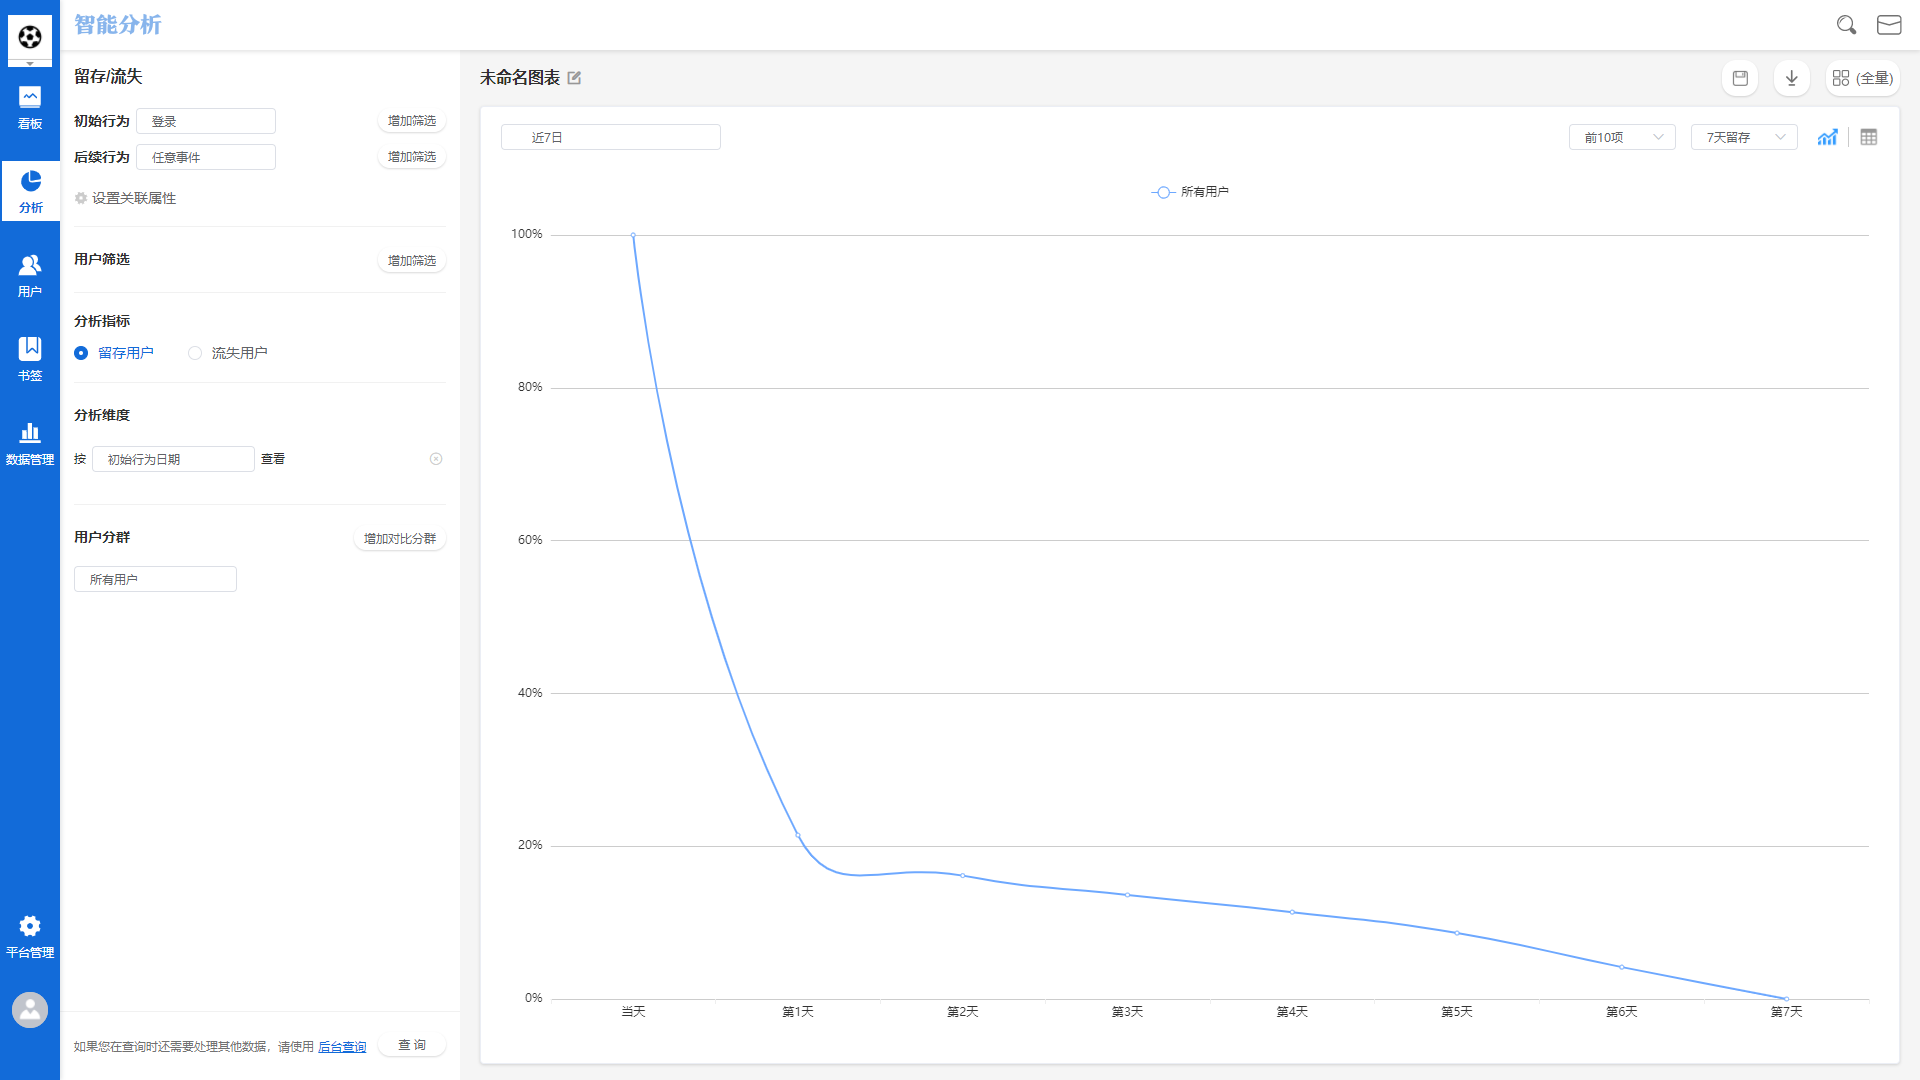 智能分析
看板
分析
用户
书签
数据管理
平台管理
留存/流失
初始行为 登录 增加筛选
后续行为 任意事件 增加筛选
设置关联属性
用户筛选 增加筛选
分析指标
留存用户 流失用户
分析维度
按 初始行为日期 查看
用户分群 增加对比分群
所有用户
如果您在查询时还需要处理其他数据，请使用 后台查询 查 询
未命名图表 (全量)
近7日 前10项 7天留存
所有用户
100%
80%
60%
40%
20%
0%
当天 第1天 第2天 第3天 第4天 第5天 第6天 第7天